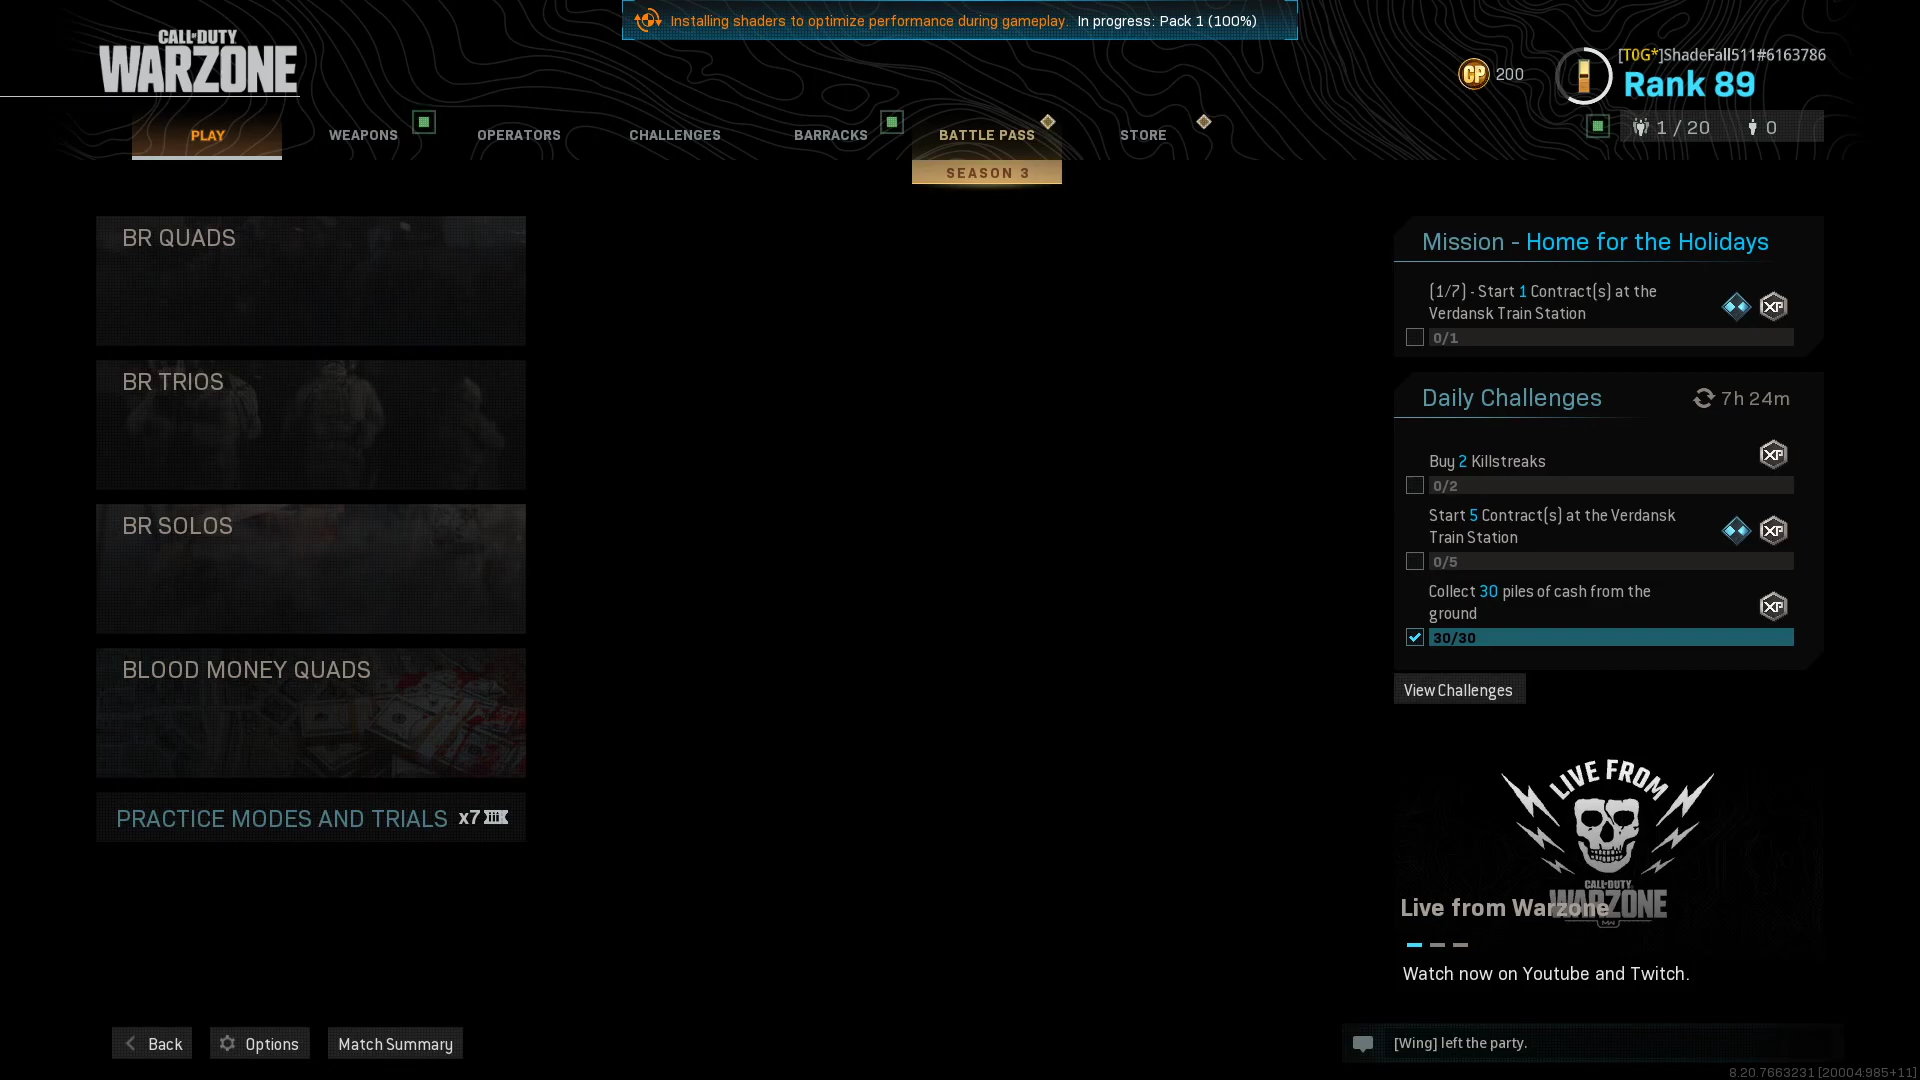 Installing shaders to optimize performance during gameplay. In progress: Pack 1 (100%)
CALL OF DUTY
WARZONE
CP 200
[T0G*]ShadeFall511#6163786
Rank 89
1 / 20 0
PLAY WEAPONS OPERATORS CHALLENGES BARRACKS BATTLE PASS STORE
SEASON 3
BR QUADS
BR TRIOS
BR SOLOS
BLOOD MONEY QUADS
PRACTICE MODES AND TRIALS x7
Mission - Home for the Holidays
(1/7) - Start 1 Contract(s) at the
Verdansk Train Station
XP
0/1
Daily Challenges 7h 24m
Buy 2 Killstreaks
XP
0/2
Start 5 Contract(s) at the Verdansk
Train Station
XP
0/5
Collect 30 piles of cash from the
ground
XP
30/30
View Challenges
LIVE FROM
CALL OF DUTY
WARZONE
Live from Warzone
Watch now on Youtube and Twitch.
Back Options Match Summary
[Wing] left the party.
8.20.7663231 [20004:985+11]